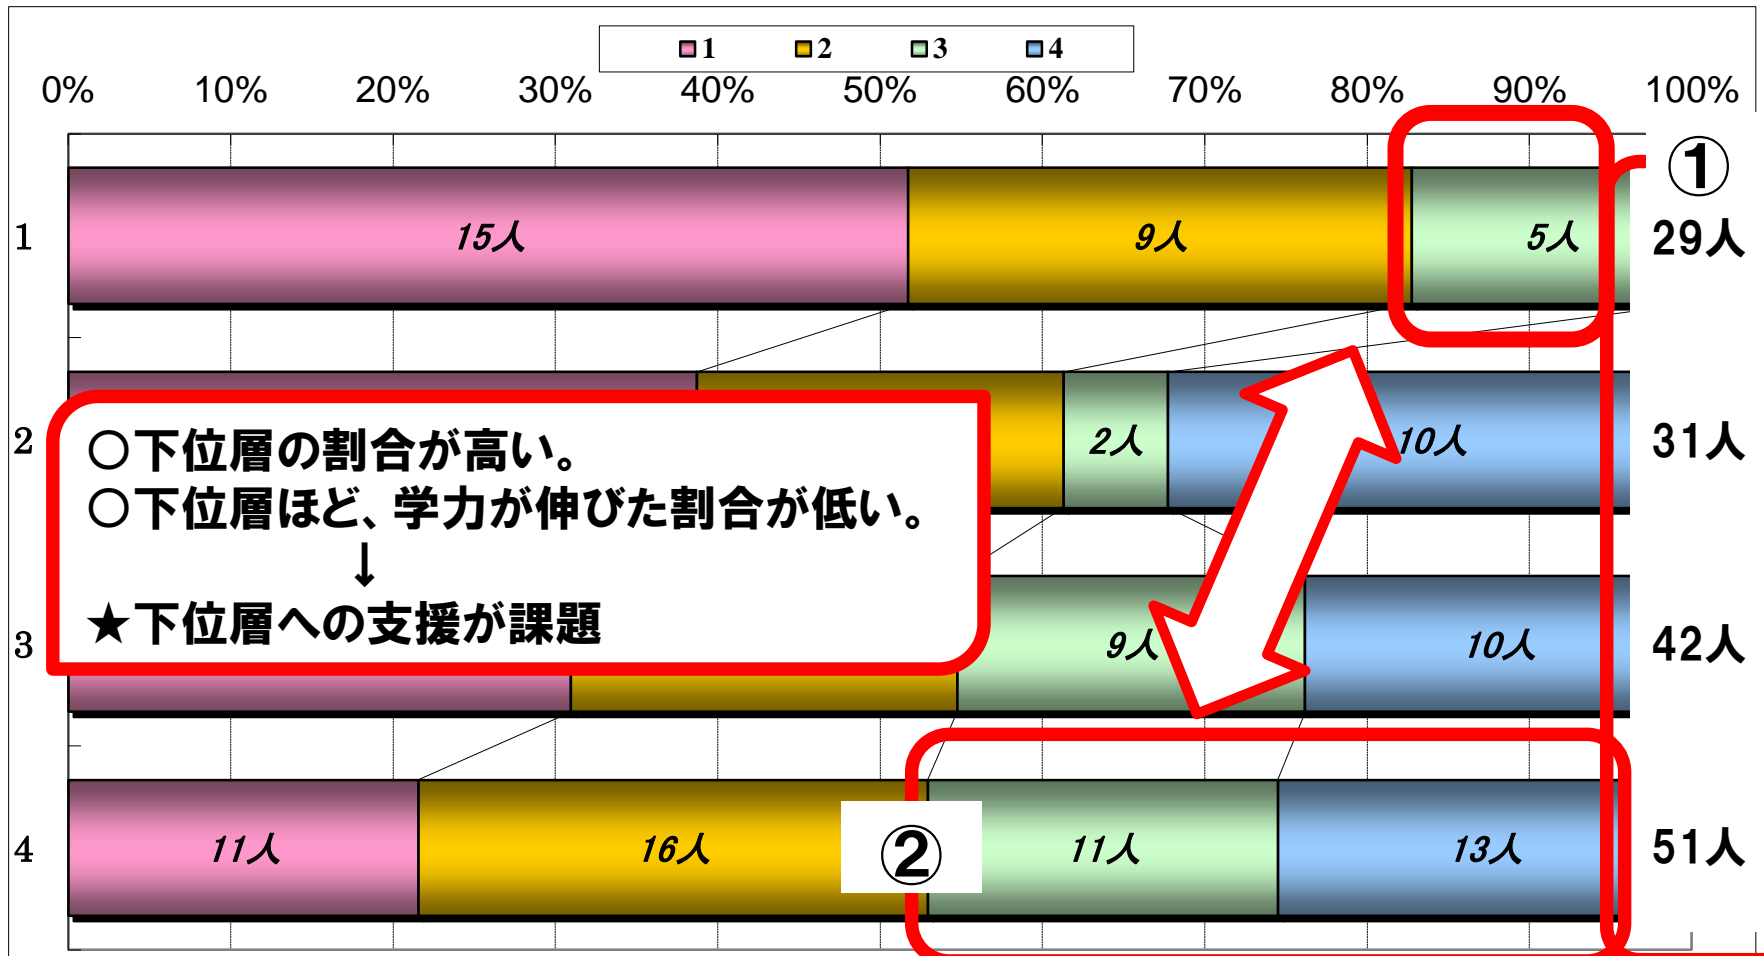 1 2 3 4
0% 10% 20% 30% 40% 50% 60% 70% 80% 90% 100%
①
1 15人 9人 5人 29人
2 2人 10人 31人
○下位層の割合が高い。
○下位層ほど、学力が伸びた割合が低い。
↓
★下位層への支援が課題
3 9人 10人 42人
4 11人 16人 ② 11人 13人 51人